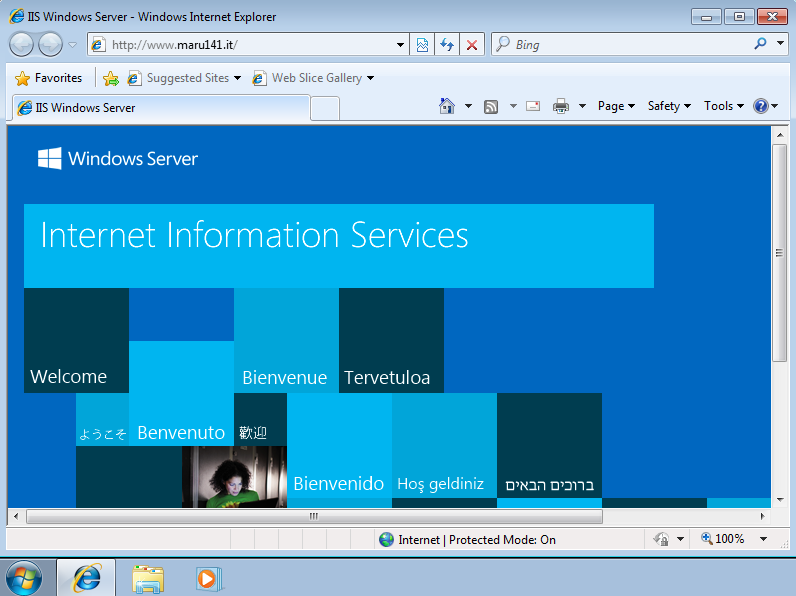 IIS Windows Server - Windows Internet Explorer
http://www.maru141.it/
Bing
Favorites
Suggested Sites
Web Slice Gallery
IIS Windows Server
Page
Safety
Tools
Windows Server
Internet Information Services
Welcome
Bienvenue
Tervetuloa
ようこそ
Benvenuto
歡迎
Bienvenido
Hoş geldiniz
ברוכים הבאים
Internet | Protected Mode: On
100%